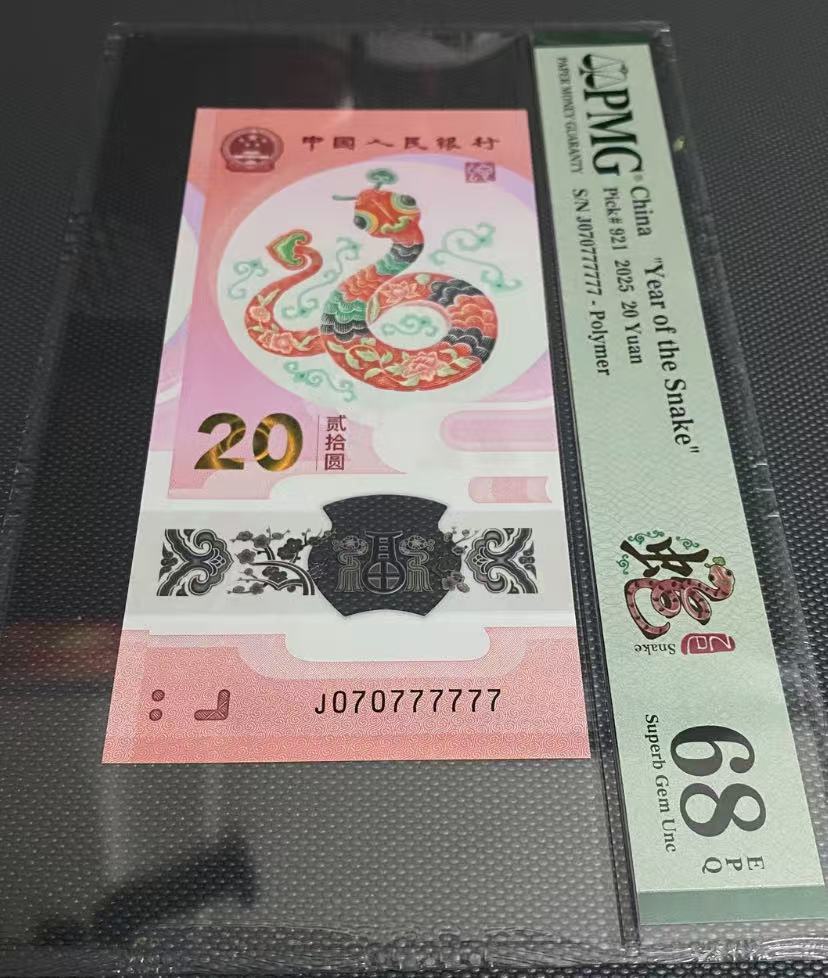 中国人民银行
20
贰拾圆
J070777777
PMG®
PAPER MONEY GUARANTY
China "Year of the Snake"
Pick# 921 2025 20 Yuan
S/N J070777777 - Polymer
蛇
Snake
68 EPQ
Superb Gem Unc